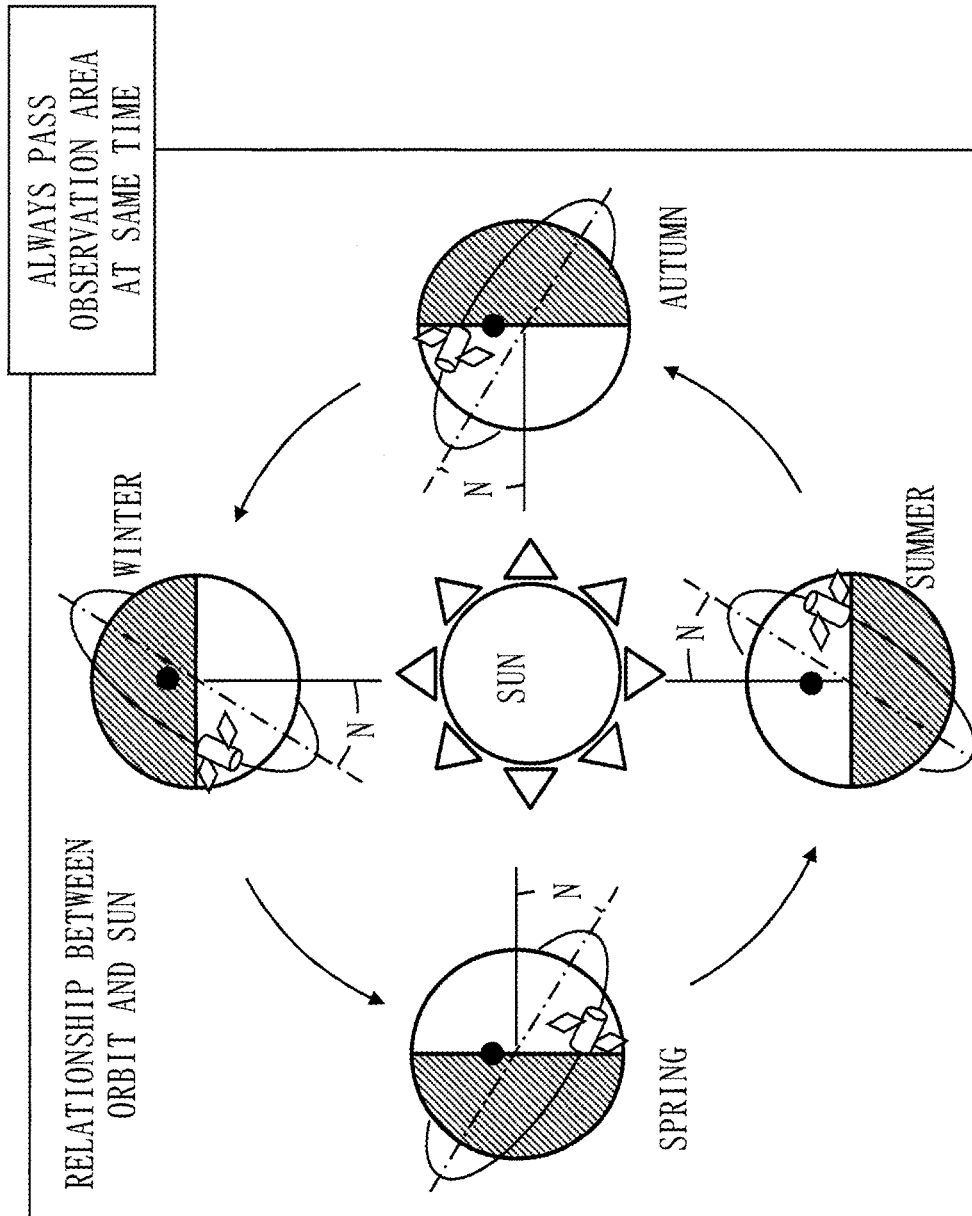 ALWAYS PASS
OBSERVATION AREA
AT SAME TIME
RELATIONSHIP BETWEEN
ORBIT AND SUN
WINTER
N
AUTUMN
N
SUN
SPRING
N
SUMMER
N